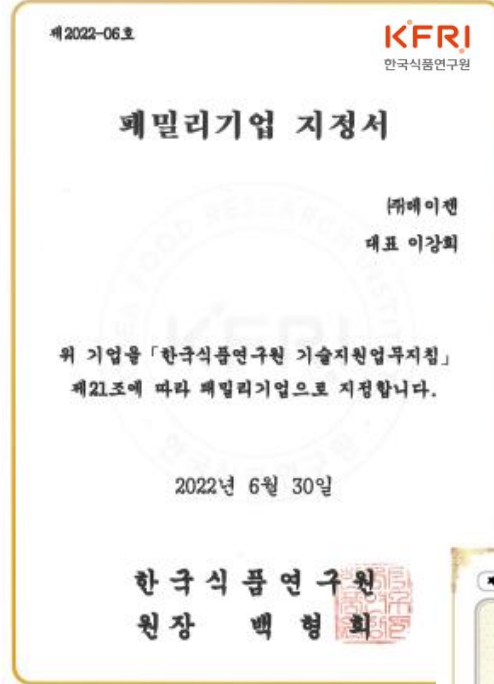 제2022-06호
KFRI
한국식품연구원
패밀리기업 지정서
㈜메이젠
대표 이강희
위 기업을 「한국식품연구원 기술지원업무지침」
제21조에 따라 패밀리기업으로 지정합니다.
2022년 6월 30일
한국식품연구원
원장 백형희